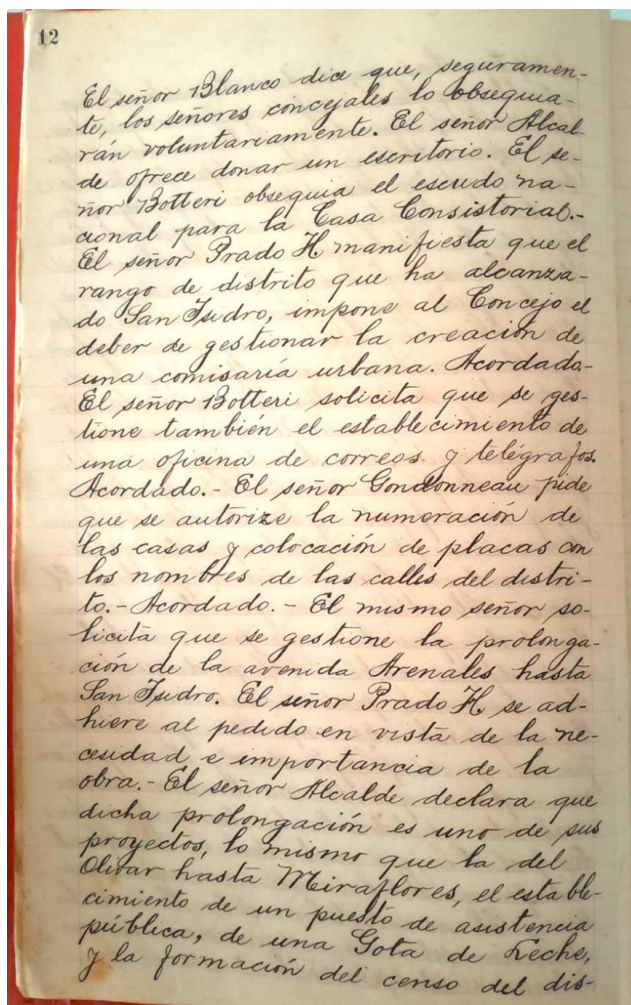 12
El señor Blanco dice que, seguramen-
te, los señores concejales lo obsequia-
rán voluntariamente. El señor Alcal-
de ofrece donar un escritorio. El se-
ñor Botteri obsequia el escudo na-
cional para la Casa Consistorial.-
El señor Prado H. manifiesta que el
rango de distrito que ha alcanza-
do San Isidro, impone al Concejo el
deber de gestionar la creación de
una comisaría urbana. Acordado.-
El señor Botteri solicita que se ges-
tione también el establecimiento de
una oficina de correos y telégrafos.
Acordado.- El señor Gondonneau pide
que se autorize la numeración de
las casas y colocación de placas con
los nombres de las calles del distri-
to.- Acordado.- El mismo señor so-
licita que se gestione la prolonga-
ción de la avenida Arenales hasta
San Isidro. El señor Prado H. se ad-
hiere al pedido en vista de la ne-
cesidad e importancia de la
obra.- El señor Alcalde declara que
dicha prolongación es uno de sus
proyectos, lo mismo que la del
Olivar hasta Miraflores, el estable-
cimiento de un puesto de asistencia
pública, de una Gota de Leche,
y la formación del censo del dis-